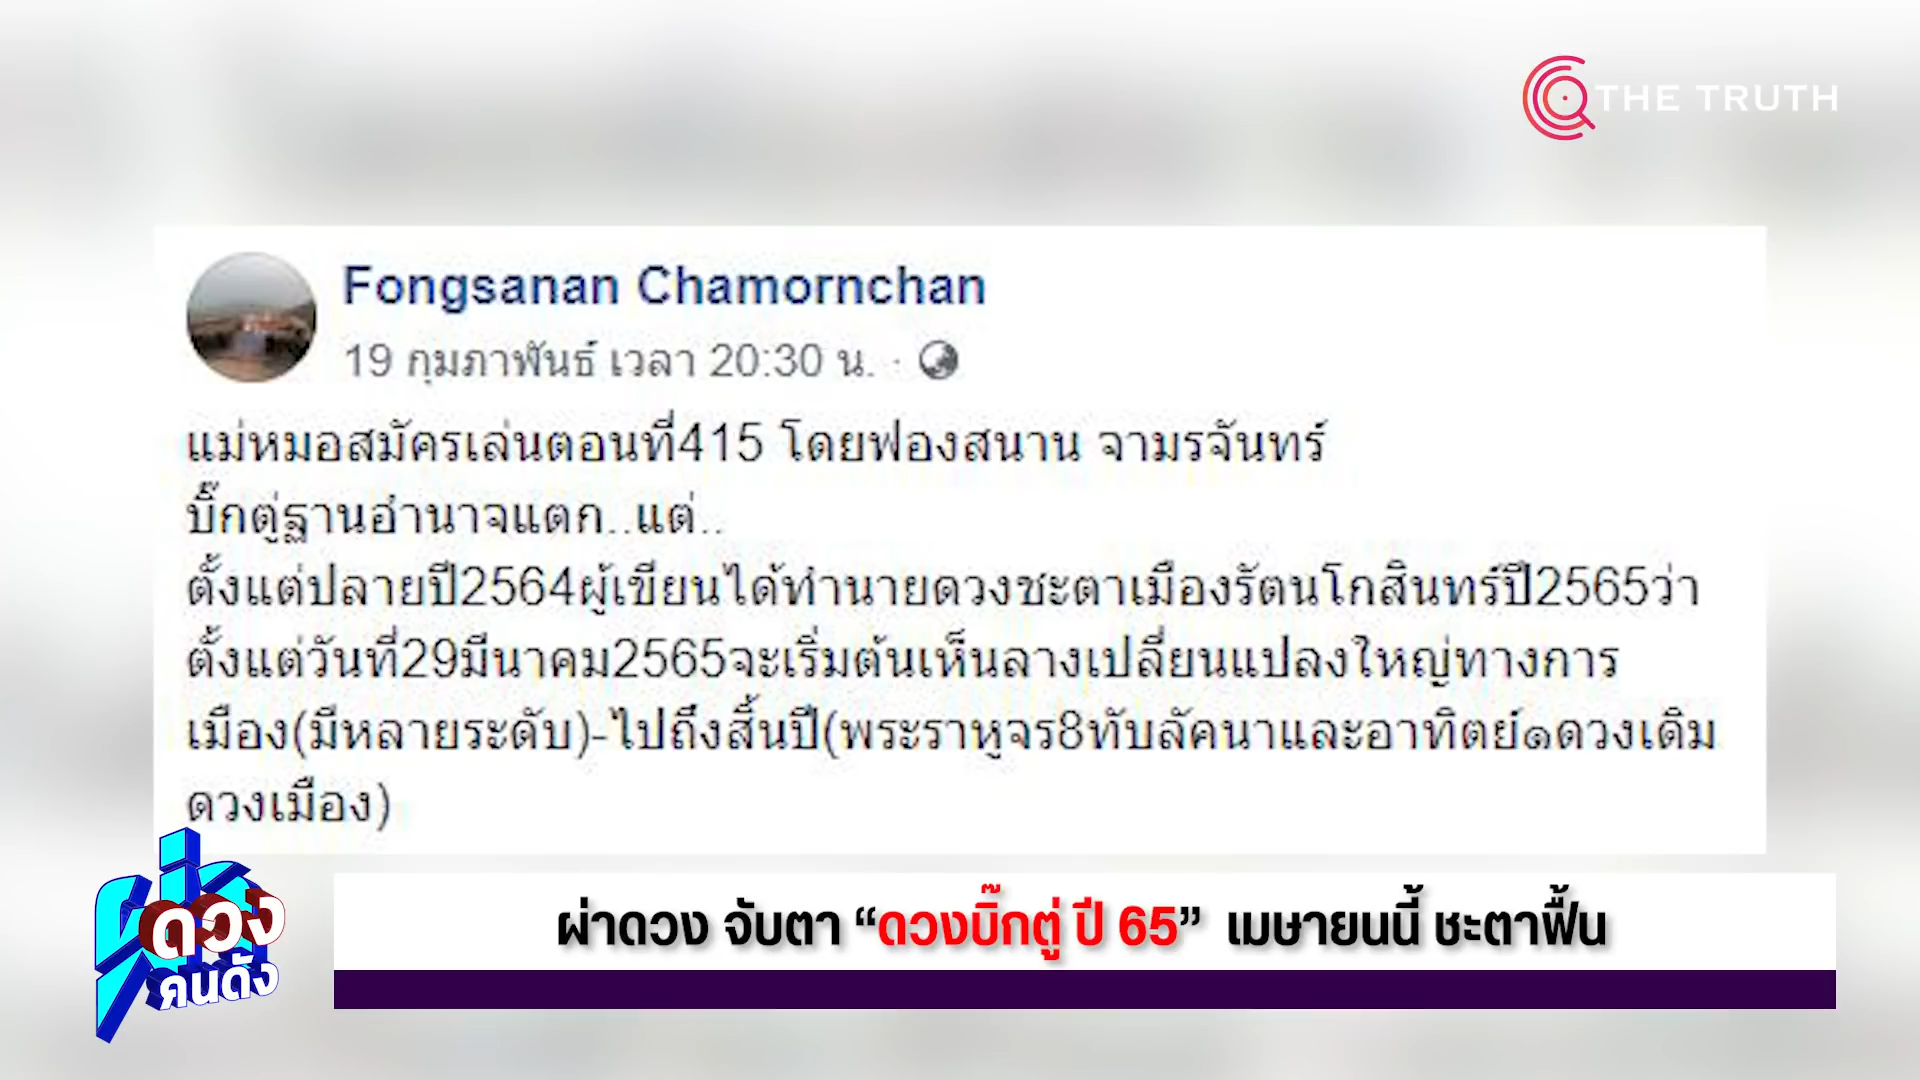 THE TRUTH
Fongsanan Chamornchan
19 กุมภาพันธ์ เวลา 20:30 น. ·
แม่หมอสมัครเล่นตอนที่415 โดยฟองสนาน จามรจันทร์
บิ๊กตู่ฐานอำนาจแตก..แต่..
ตั้งแต่ปลายปี2564ผู้เขียนได้ทำนายดวงชะตาเมืองรัตนโกสินทร์ปี2565ว่า
ตั้งแต่วันที่29มีนาคม2565จะเริ่มต้นเห็นลางเปลี่ยนแปลงใหญ่ทางการ
เมือง(มีหลายระดับ)-ไปถึงสิ้นปี(พระราหูจร8ทับลัคนาและอาทิตย์๑ดวงเดิม
ดวงเมือง)
ผ่า
ดวง
คนดัง
ผ่าดวง จับตา “ดวงบิ๊กตู่ ปี 65” เมษายนนี้ ชะตาฟื้น